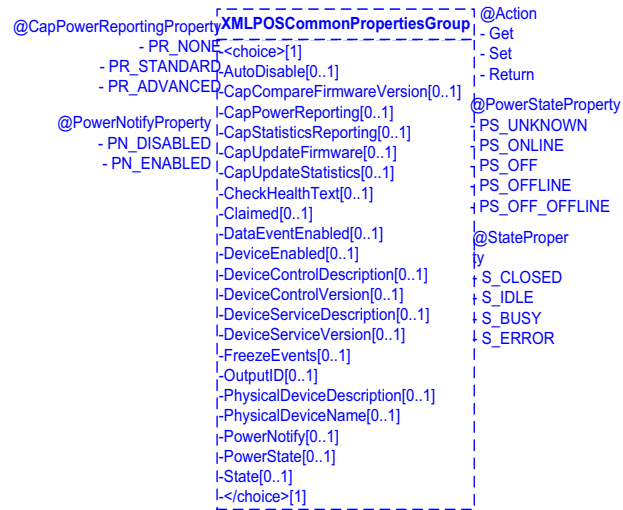 @CapPowerReportingProperty
- PR_NONE
- PR_STANDARD
- PR_ADVANCED
@PowerNotifyProperty
- PN_DISABLED
- PN_ENABLED
XMLPOSCommonPropertiesGroup
-<choice>[1]
-AutoDisable[0..1]
-CapCompareFirmwareVersion[0..1]
-CapPowerReporting[0..1]
-CapStatisticsReporting[0..1]
-CapUpdateFirmware[0..1]
-CapUpdateStatistics[0..1]
-CheckHealthText[0..1]
-Claimed[0..1]
-DataEventEnabled[0..1]
-DeviceEnabled[0..1]
-DeviceControlDescription[0..1]
-DeviceControlVersion[0..1]
-DeviceServiceDescription[0..1]
-DeviceServiceVersion[0..1]
-FreezeEvents[0..1]
-OutputID[0..1]
-PhysicalDeviceDescription[0..1]
-PhysicalDeviceName[0..1]
-PowerNotify[0..1]
-PowerState[0..1]
-State[0..1]
-</choice>[1]
@Action
- Get
- Set
- Return
@PowerStateProperty
- PS_UNKNOWN
- PS_ONLINE
- PS_OFF
- PS_OFFLINE
- PS_OFF_OFFLINE
@StateProper
ty
- S_CLOSED
- S_IDLE
- S_BUSY
- S_ERROR